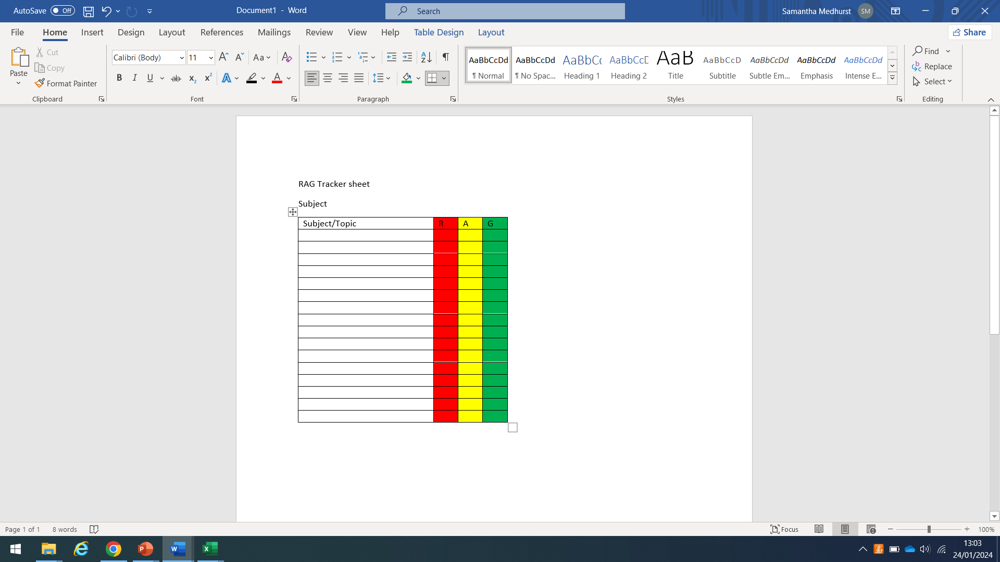 AutoSave Off Document1 - Word Search Samantha Medhurst SM
File Home Insert Design Layout References Mailings Review View Help Table Design Layout Share
Paste
Cut
Copy
Format Painter
Clipboard
Calibri (Body) 11 Aa
B I U ab x2 x2 A A
Font
Paragraph
AaBbCcDd AaBbCcDd AaBbCc AaBbCcD AaB AaBbCcD AaBbCcDd AaBbCcDd AaBbCcDd
¶ Normal ¶ No Spac... Heading 1 Heading 2 Title Subtitle Subtle Em... Emphasis Intense E...
Styles
Find
Replace
Select
Editing
RAG Tracker sheet
Subject
Subject/Topic R A G
Page 1 of 1 8 words Focus 100%
13:03
24/01/2024